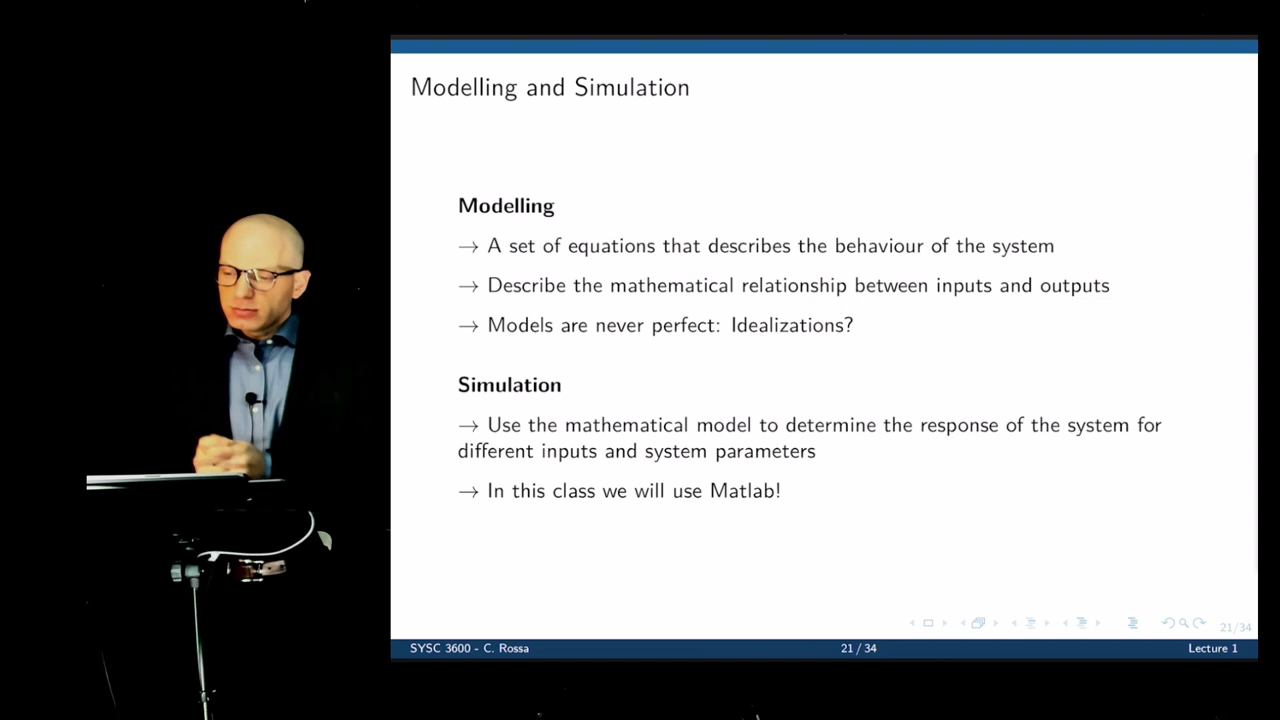 Modelling and Simulation
Modelling
→ A set of equations that describes the behaviour of the system
→ Describe the mathematical relationship between inputs and outputs
→ Models are never perfect: Idealizations?
Simulation
→ Use the mathematical model to determine the response of the system for
different inputs and system parameters
→ In this class we will use Matlab!
21/34
SYSC 3600 - C. Rossa
21 / 34
Lecture 1